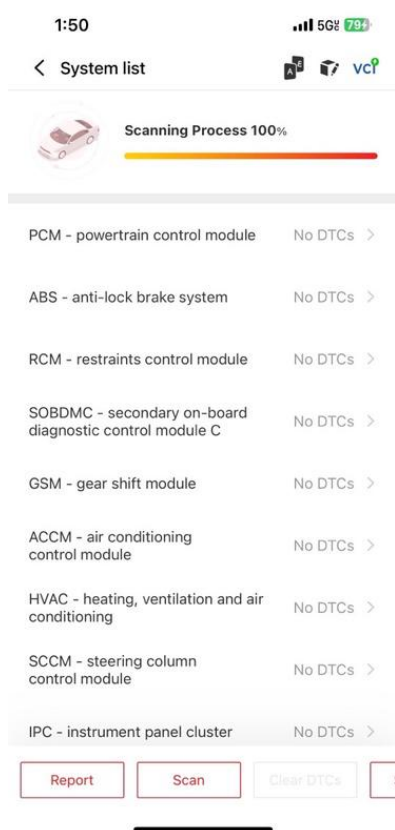 1:50
5G 79
System list
A
vci
Scanning Process 100%
PCM - powertrain control module No DTCs
ABS - anti-lock brake system No DTCs
RCM - restraints control module No DTCs
SOBDMC - secondary on-board
diagnostic control module C No DTCs
GSM - gear shift module No DTCs
ACCM - air conditioning
control module No DTCs
HVAC - heating, ventilation and air
conditioning No DTCs
SCCM - steering column
control module No DTCs
IPC - instrument panel cluster No DTCs
Report Scan Clear DTCs